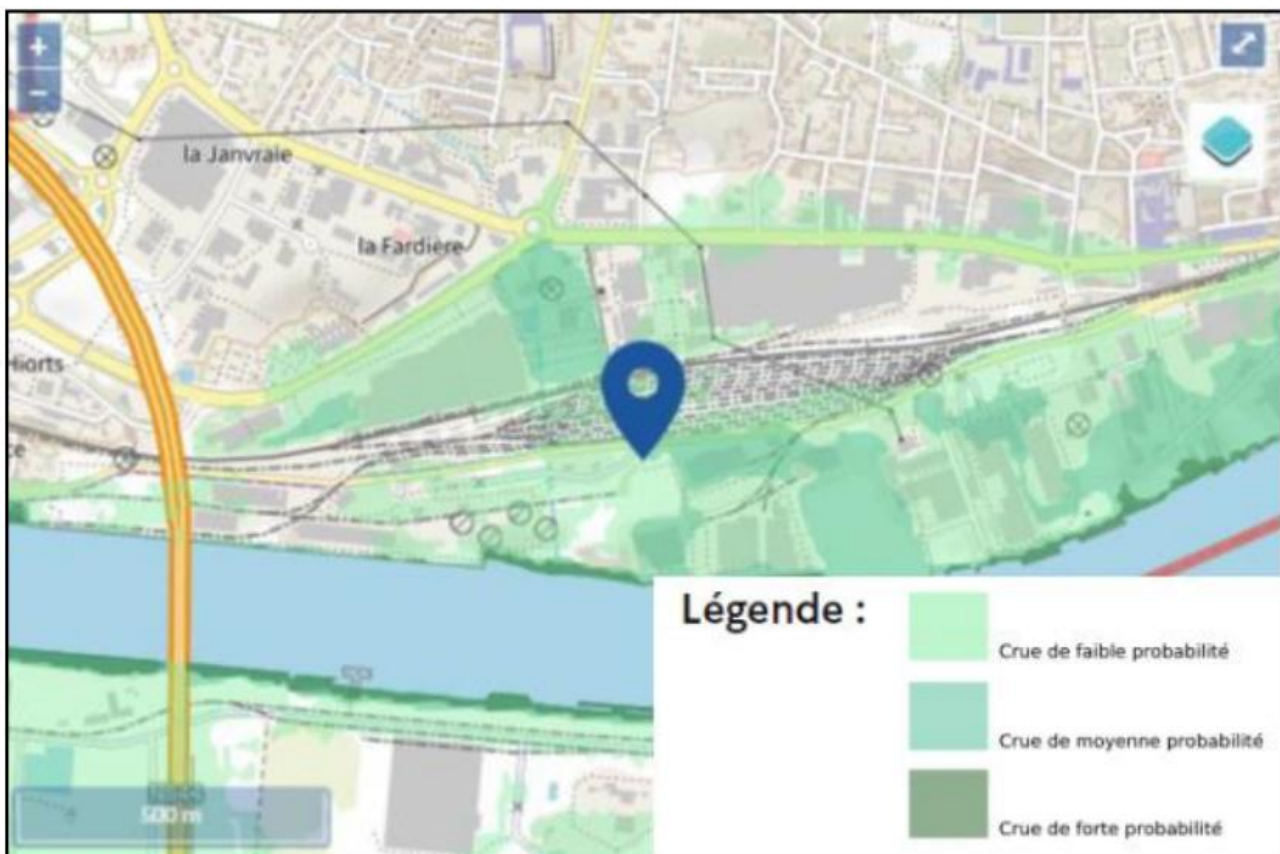 +
-
la Janvraie
la Fardière
Hiorts
Légende :
Crue de faible probabilité
Crue de moyenne probabilité
Crue de forte probabilité
500 m